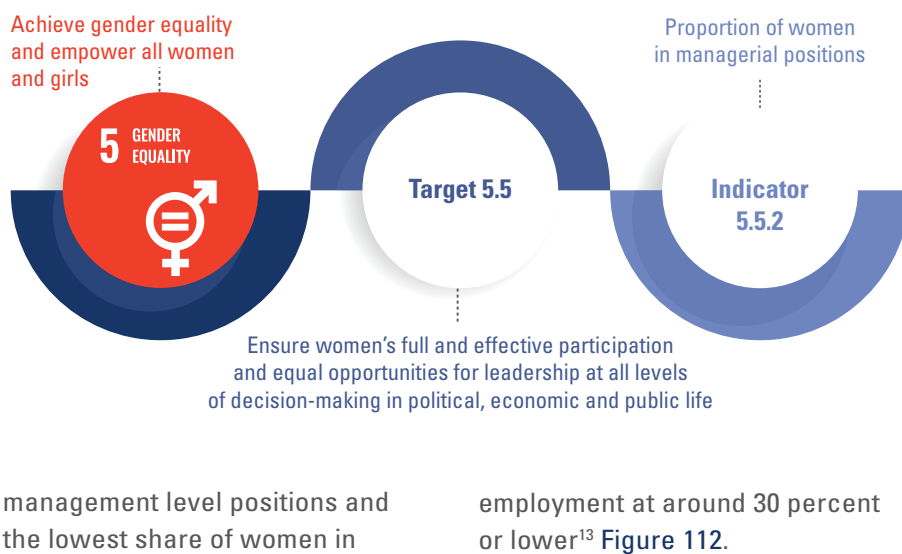 Achieve gender equality
and empower all women
and girls
5 GENDER
EQUALITY
Target 5.5
Ensure women’s full and effective participation
and equal opportunities for leadership at all levels
of decision-making in political, economic and public life
Proportion of women
in managerial positions
Indicator
5.5.2
management level positions and
the lowest share of women in
employment at around 30 percent
or lower¹³ Figure 112.